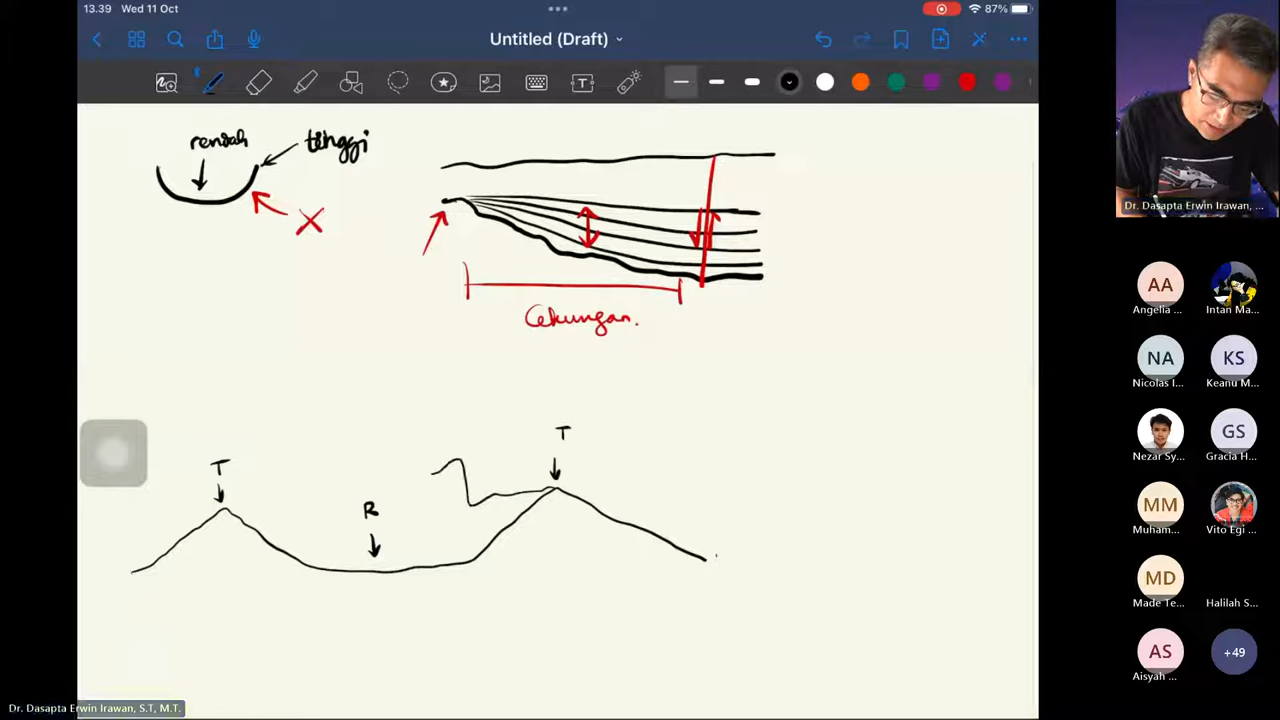 13.39 Wed 11 Oct
87%
Untitled (Draft)
T
rendah
tinggi
X
Cekungan.
T
T
R
Dr. Dasapta Erwin Irawan, ...
AA
Angelia ...
Intan Ma...
NA
Nicolas I...
KS
Keanu M...
Nezar Sy...
GS
Gracia H...
MM
Muham...
Vito Egi ...
MD
Made Te...
Halilah S...
AS
Aisyah ...
+49
Dr. Dasapta Erwin Irawan, S.T, M.T.